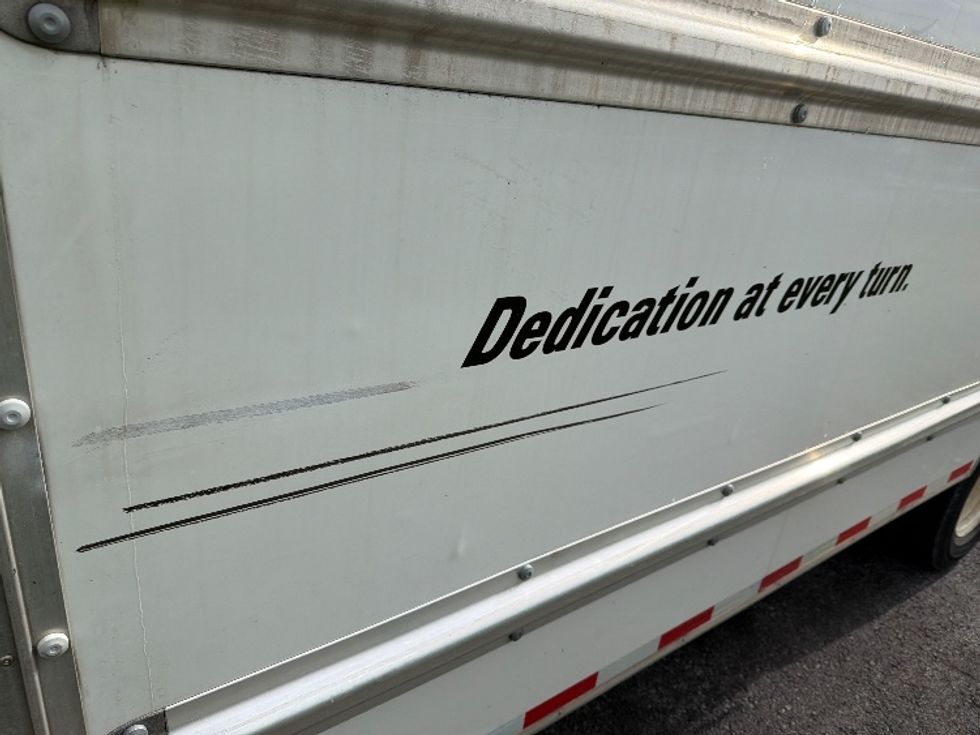 Dedication at every turn.